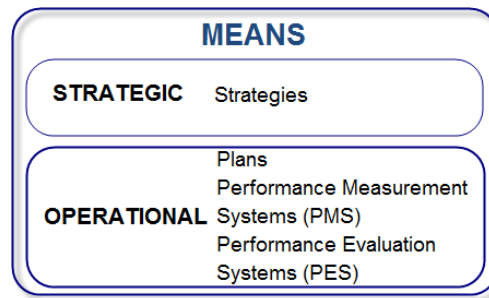 MEANS
STRATEGIC Strategies
Plans
Performance Measurement
OPERATIONAL Systems (PMS)
Performance Evaluation
Systems (PES)